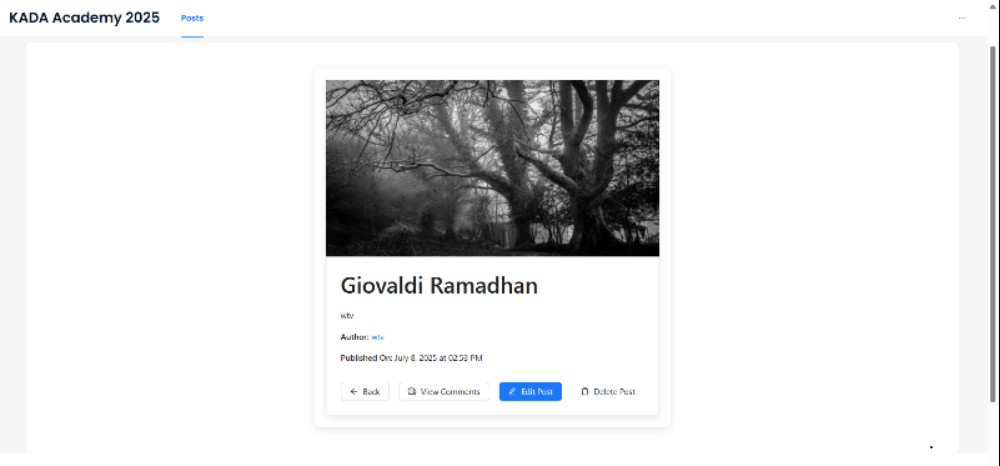 KADA Academy 2025 Posts ...
Giovaldi Ramadhan
wtv
Author: wtv
Published On: July 8, 2025 at 02:53 PM
Back View Comments Edit Post Delete Post